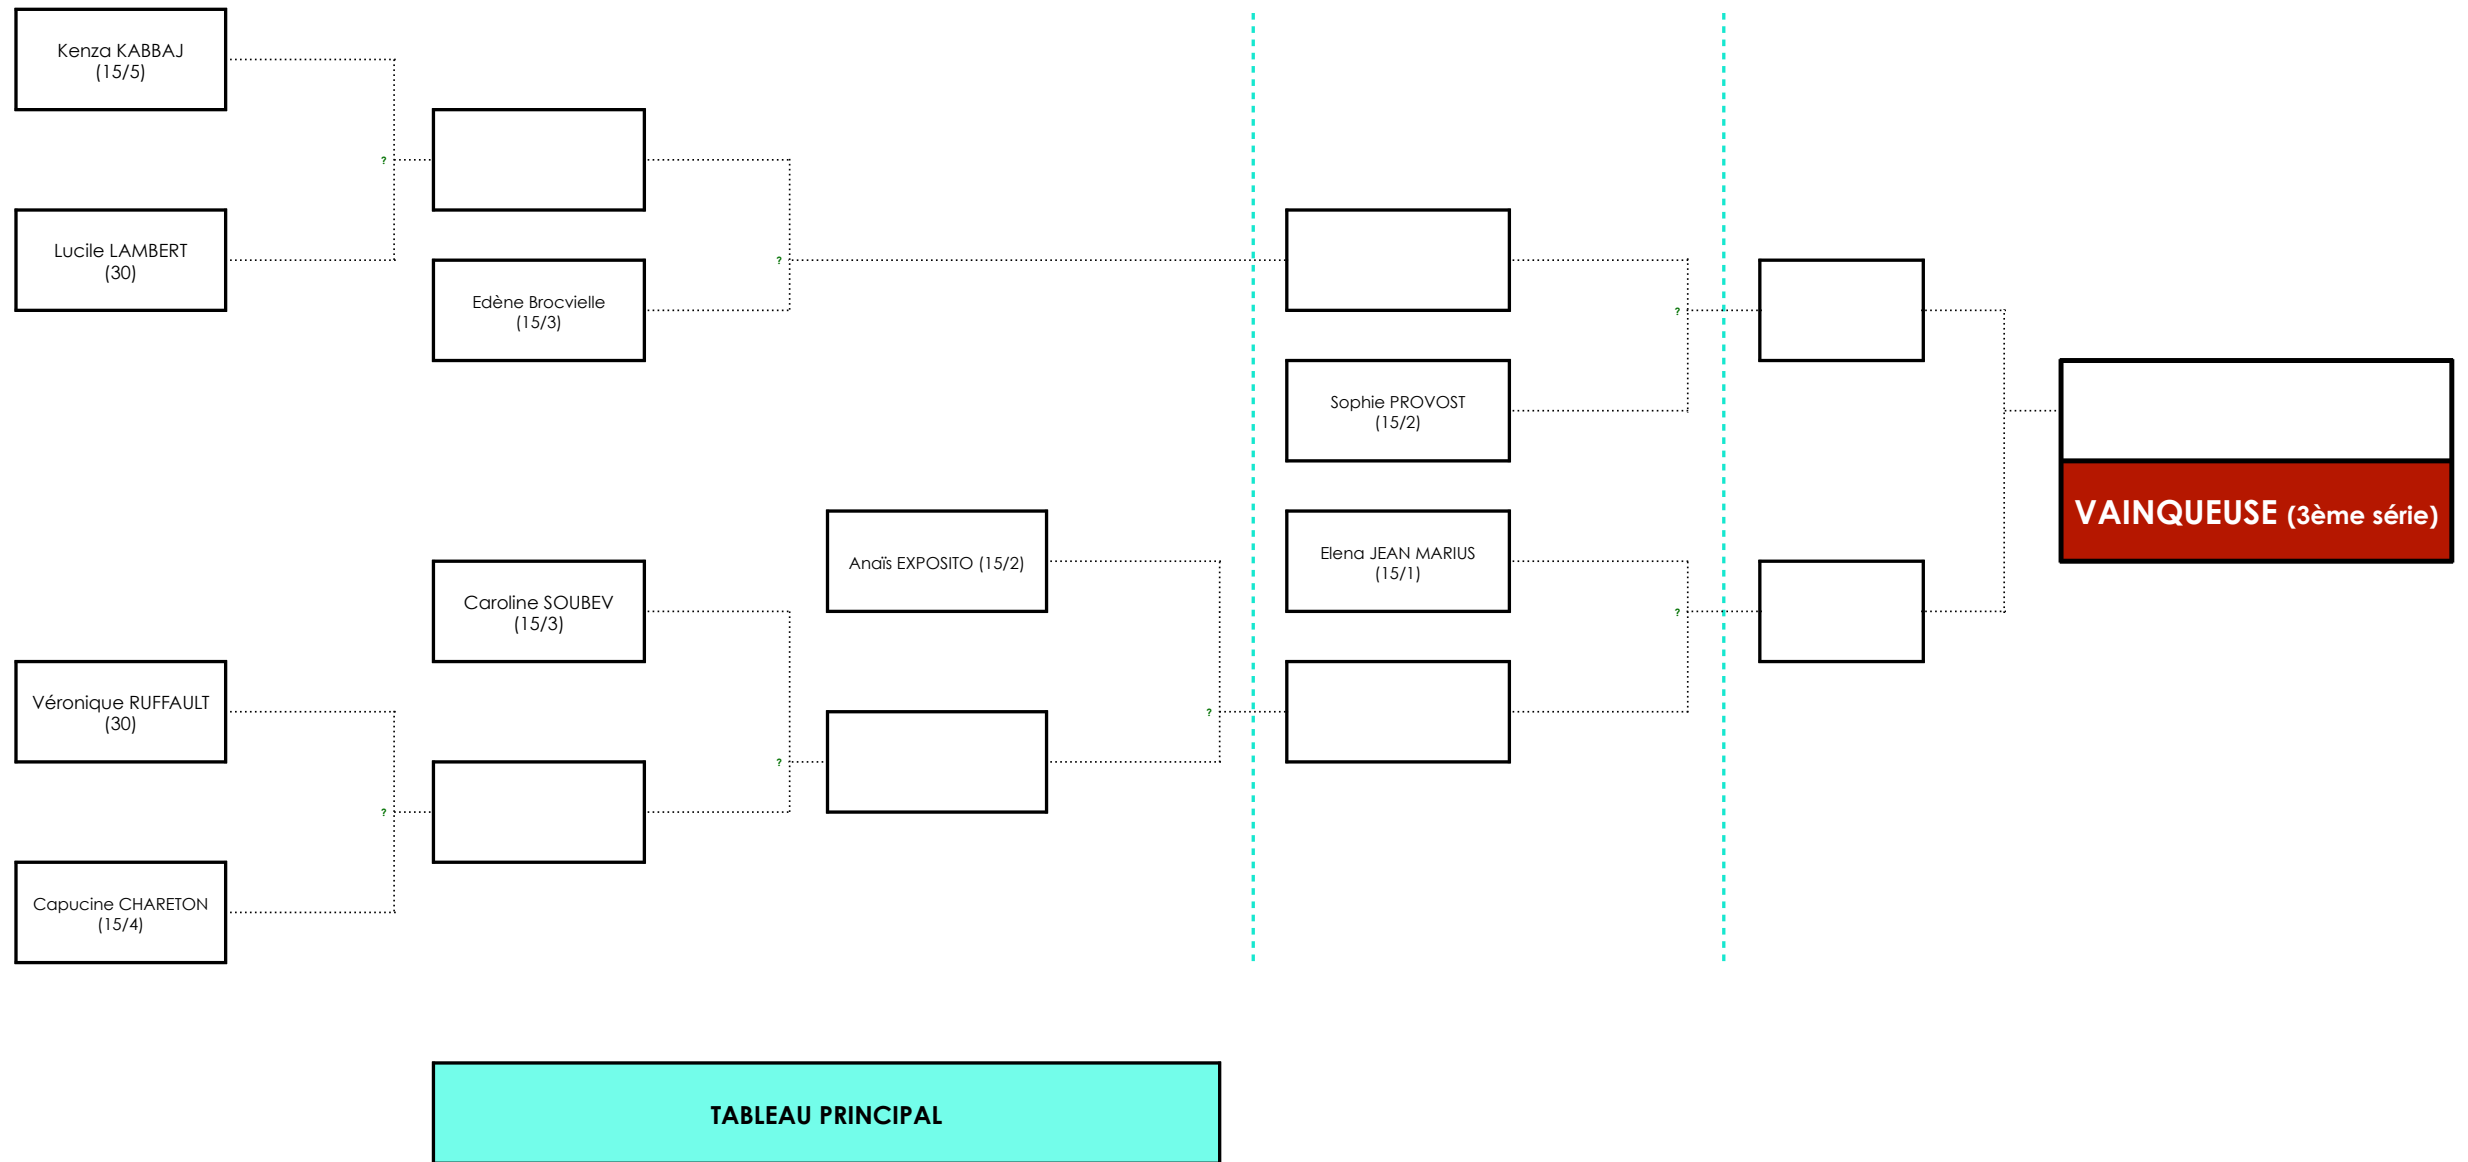 Kenza KABBAJ
(15/5)
?
Lucile LAMBERT
(30)
Edène Brocvielle
(15/3)
?
Sophie PROVOST
(15/2)
?
VAINQUEUSE (3ème série)
Anaïs EXPOSITO (15/2)
Elena JEAN MARIUS
(15/1)
?
Caroline SOUBEV
(15/3)
Véronique RUFFAULT
(30)
?
?
?
Capucine CHARETON
(15/4)
TABLEAU PRINCIPAL